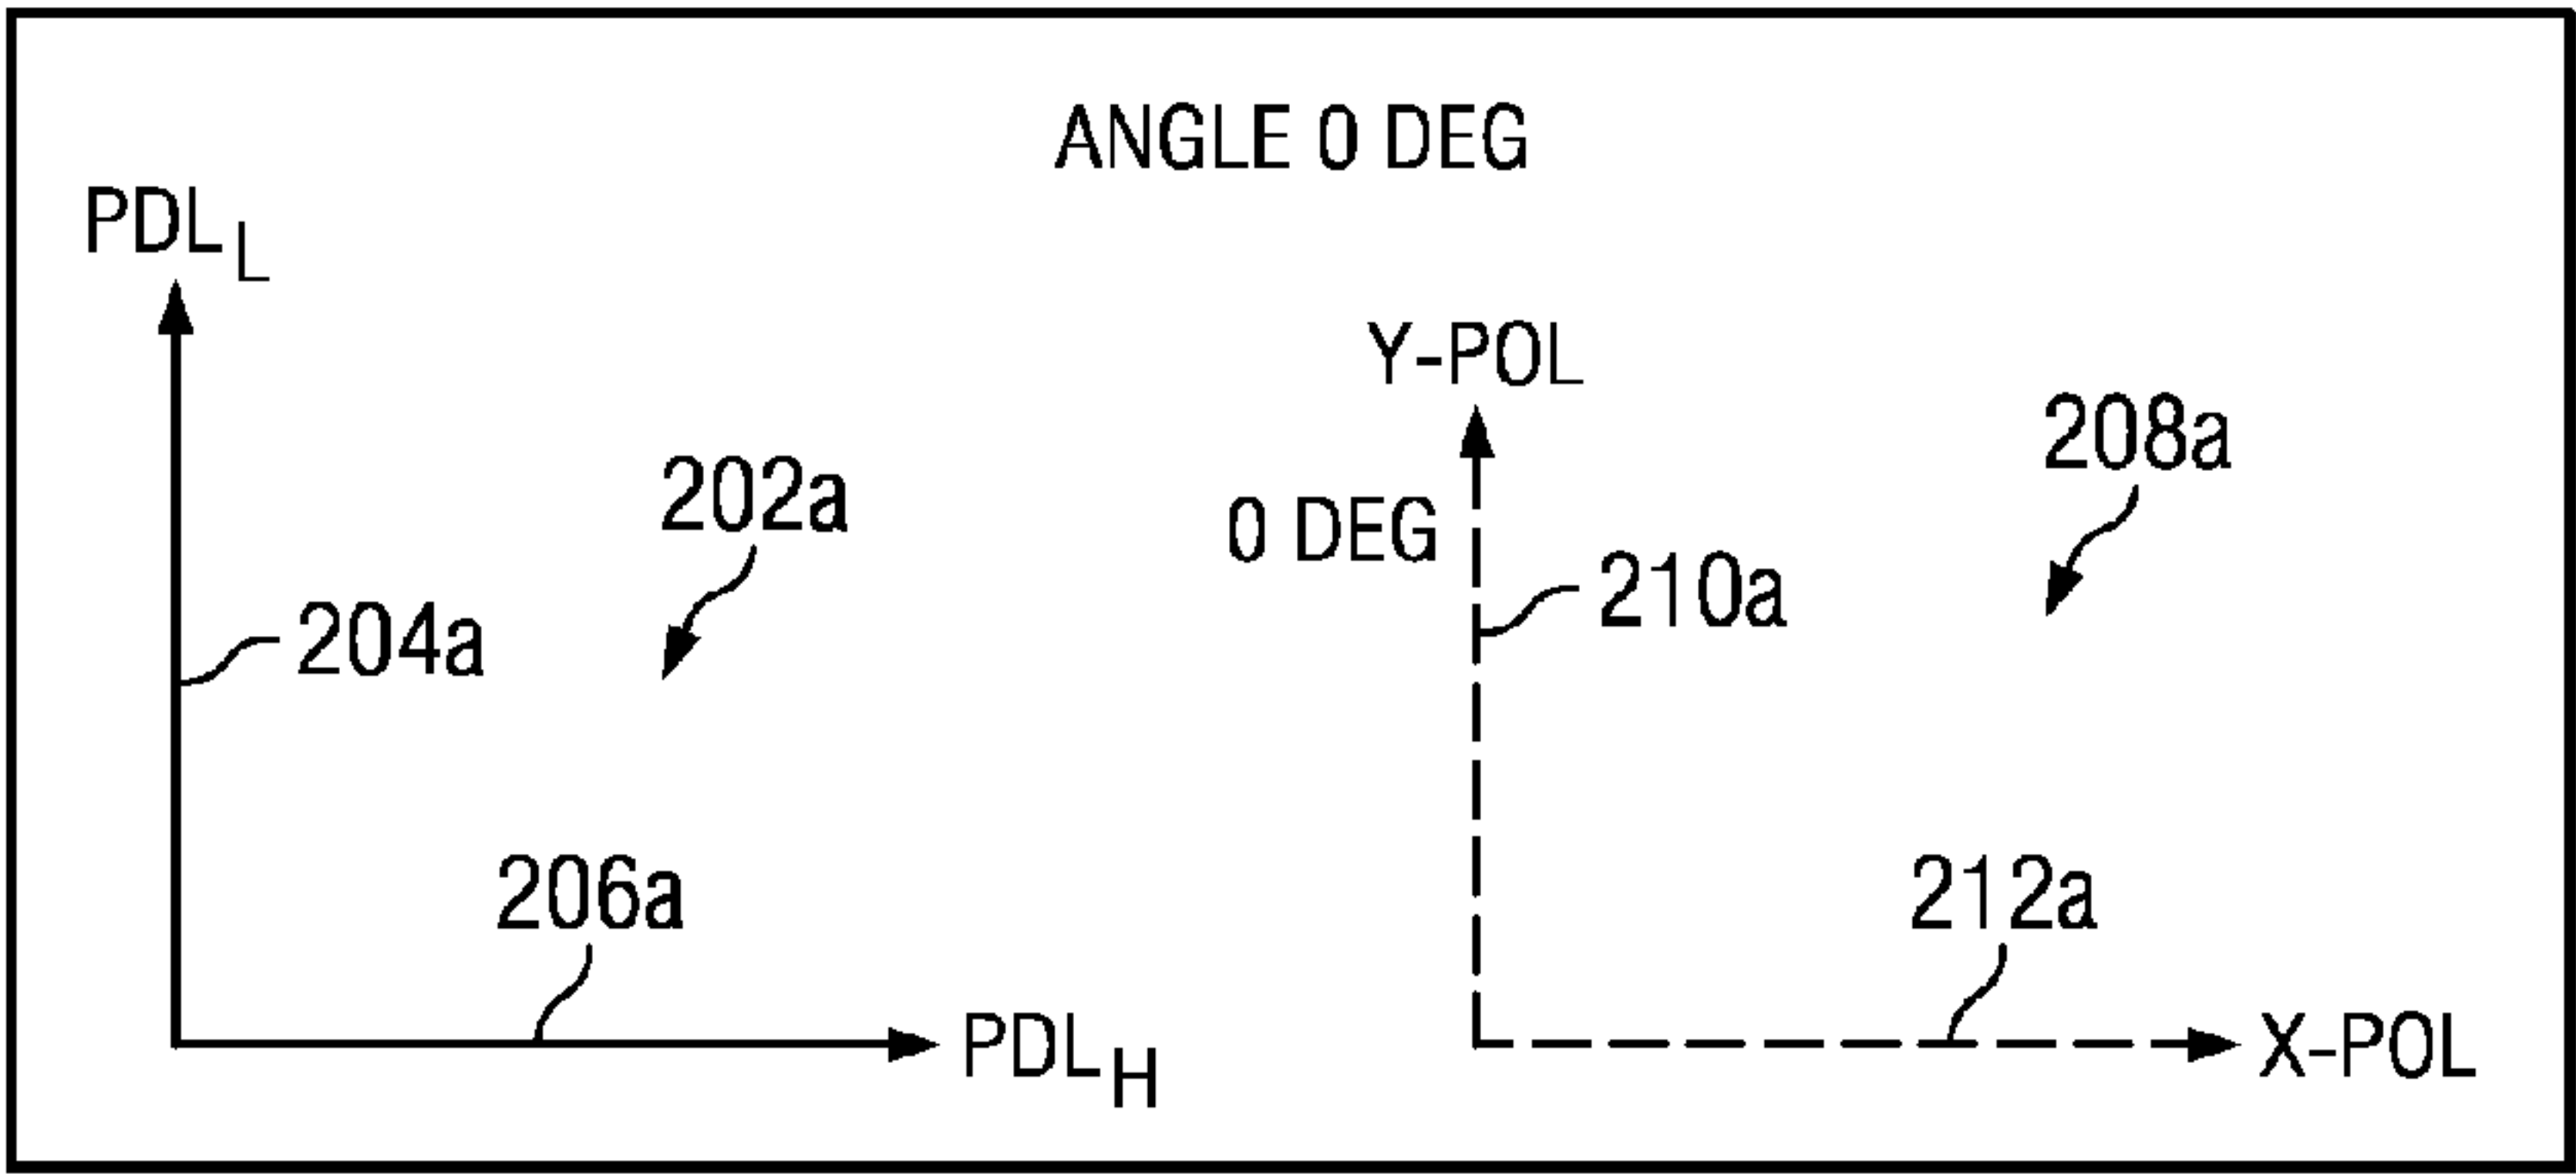 ANGLE 0 DEG
PDL_L
Y-POL
208a
202a
0 DEG
210a
204a
206a
212a
PDL_H
X-POL